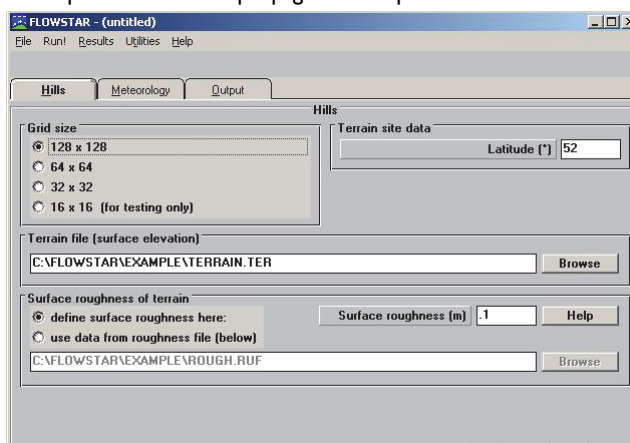 FLOWSTAR - (untitled)
File Run! Results Utilities Help
Hills Meteorology Output
Hills
Grid size
128 x 128
64 x 64
32 x 32
16 x 16 (for testing only)
Terrain site data
Latitude (°) 52
Terrain file (surface elevation)
C:\FLOWSTAR\EXAMPLE\TERRAIN.TER Browse
Surface roughness of terrain
define surface roughness here: Surface roughness (m) .1 Help
use data from roughness file (below)
C:\FLOWSTAR\EXAMPLE\ROUGH.RUF Browse